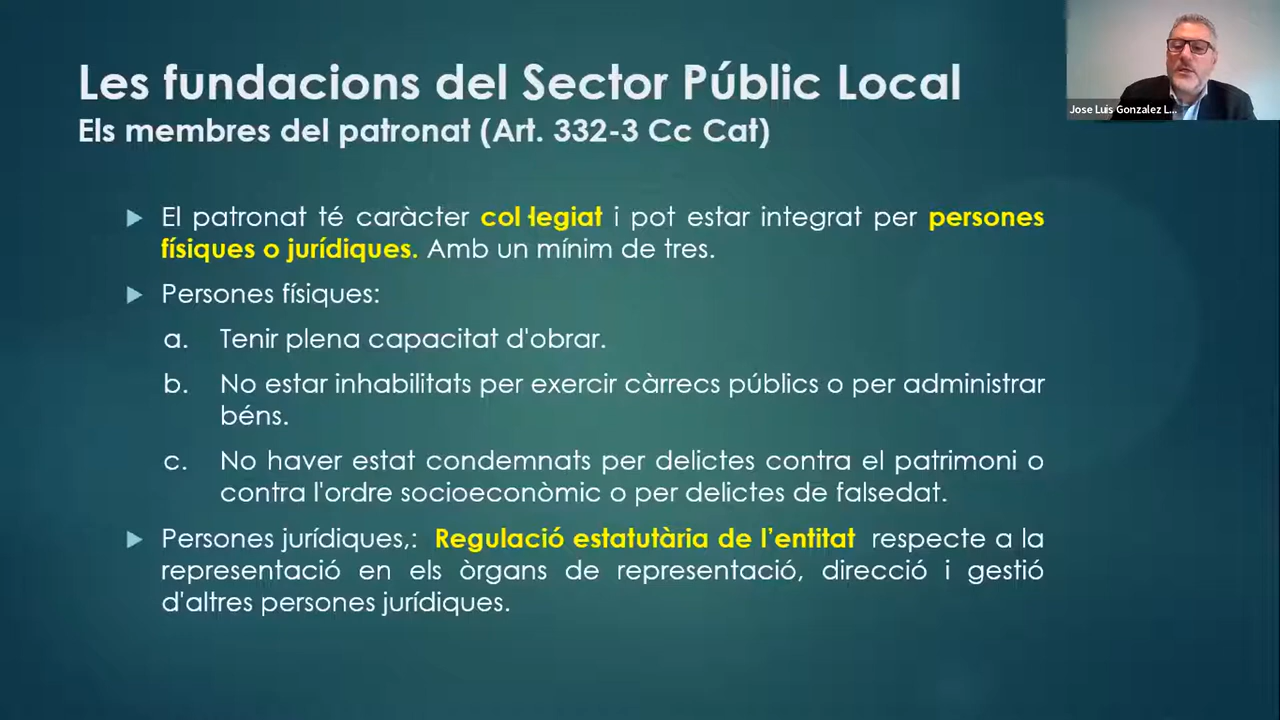 Les fundacions del Sector Públic Local
Els membres del patronat (Art. 332-3 Cc Cat)
Jose Luis Gonzalez L...
El patronat té caràcter col·legiat i pot estar integrat per persones
físiques o jurídiques. Amb un mínim de tres.
Persones físiques:
a. Tenir plena capacitat d'obrar.
b. No estar inhabilitats per exercir càrrecs públics o per administrar
béns.
c. No haver estat condemnats per delictes contra el patrimoni o
contra l'ordre socioeconòmic o per delictes de falsedat.
Persones jurídiques,: Regulació estatutària de l’entitat respecte a la
representació en els òrgans de representació, direcció i gestió
d'altres persones jurídiques.